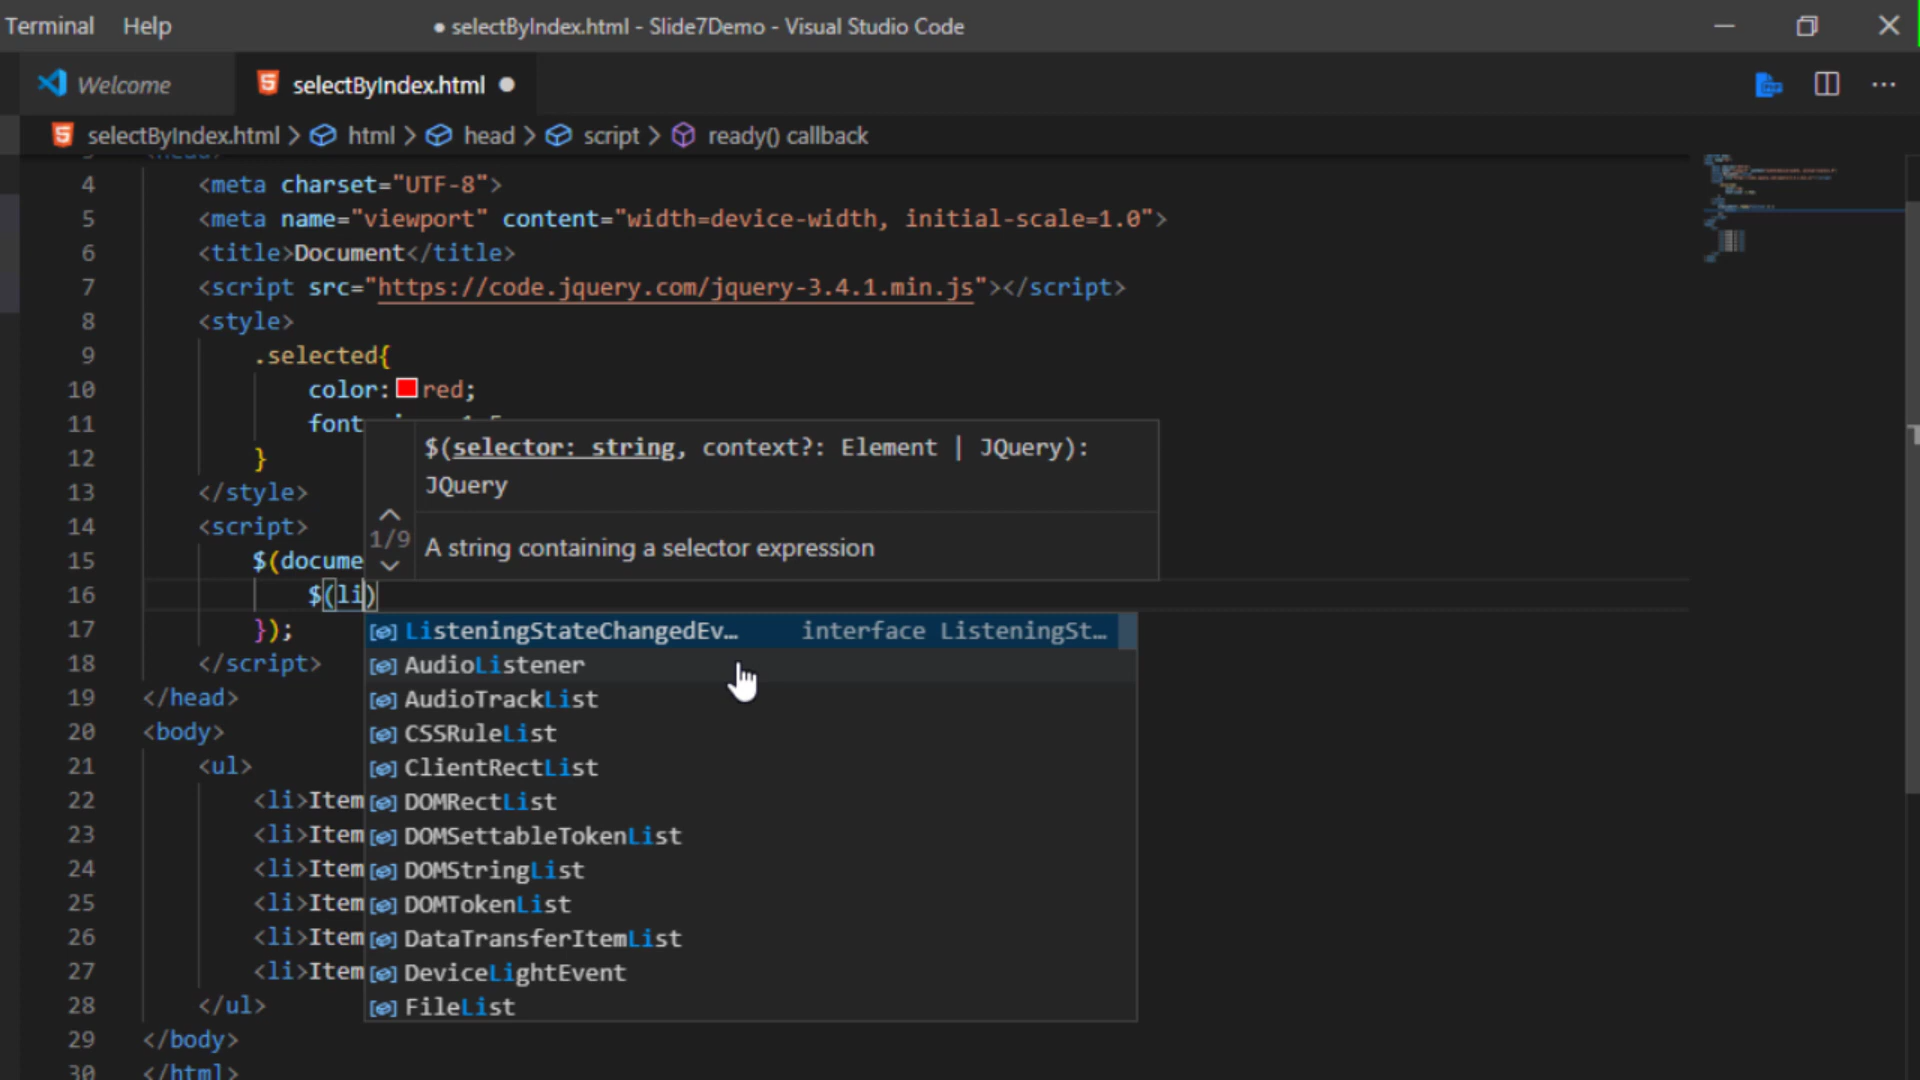 Terminal Help ● selectByIndex.html - Slide7Demo - Visual Studio Code
Welcome selectByIndex.html
selectByIndex.html > html > head > script > ready() callback
4 <meta charset="UTF-8">
5 <meta name="viewport" content="width=device-width, initial-scale=1.0">
6 <title>Document</title>
7 <script src="https://code.jquery.com/jquery-3.4.1.min.js"></script>
8 <style>
9 .selected{
10 color: red;
11 font
12 }
13 </style>
14 <script>
15 $(docume
16 $(li)
17 });
18 </script>
19 </head>
20 <body>
21 <ul>
22 <li>Item
23 <li>Item
24 <li>Item
25 <li>Item
26 <li>Item
27 <li>Item
28 </ul>
29 </body>
30 </html>
$(selector: string, context?: Element | JQuery):
JQuery
1/9
A string containing a selector expression
ListeningStateChangedEv… interface ListeningSt…
AudioListener
AudioTrackList
CSSRuleList
ClientRectList
DOMRectList
DOMSettableTokenList
DOMStringList
DOMTokenList
DataTransferItemList
DeviceLightEvent
FileList